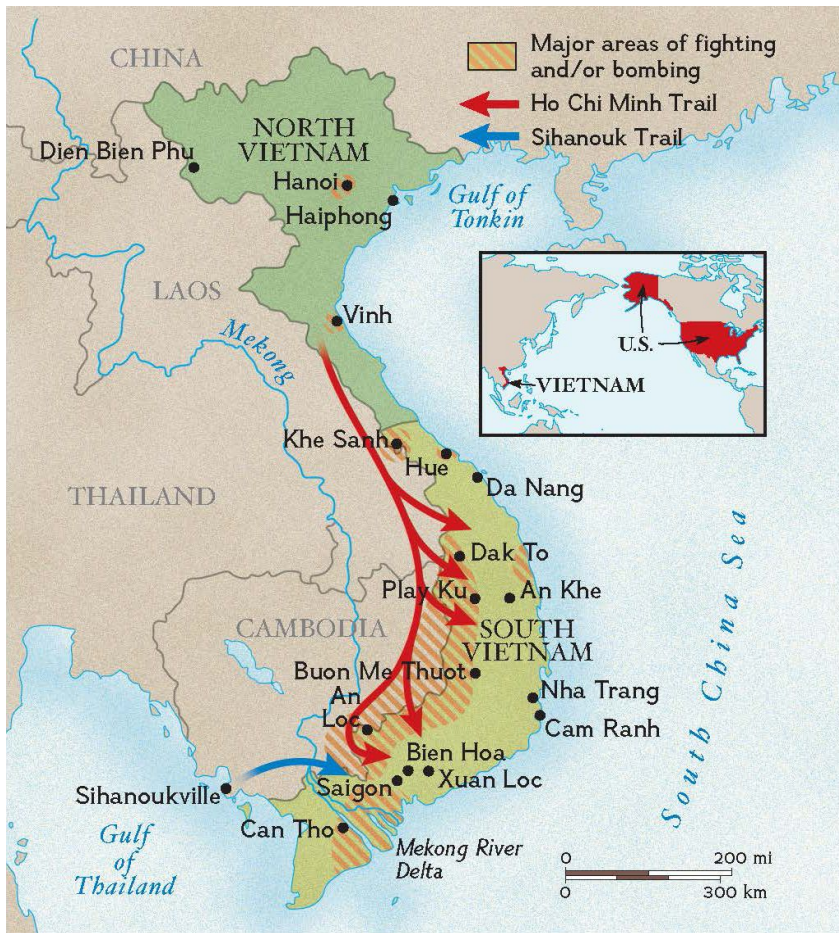 Major areas of fighting
and/or bombing
Ho Chi Minh Trail
Sihanouk Trail
CHINA
NORTH
VIETNAM
Dien Bien Phu
Hanoi
Haiphong
Gulf of
Tonkin
LAOS
Mekong
Vinh
U.S.
VIETNAM
Khe Sanh
Hue
Da Nang
THAILAND
Dak To
Play Ku
An Khe
CAMBODIA
SOUTH
VIETNAM
Buon Me Thuot
An
Loc
Nha Trang
Cam Ranh
South China Sea
Bien Hoa
Saigon
Xuan Loc
Sihanoukville
Can Tho
Gulf
of
Thailand
Mekong River
Delta
0 200 mi
0 300 km